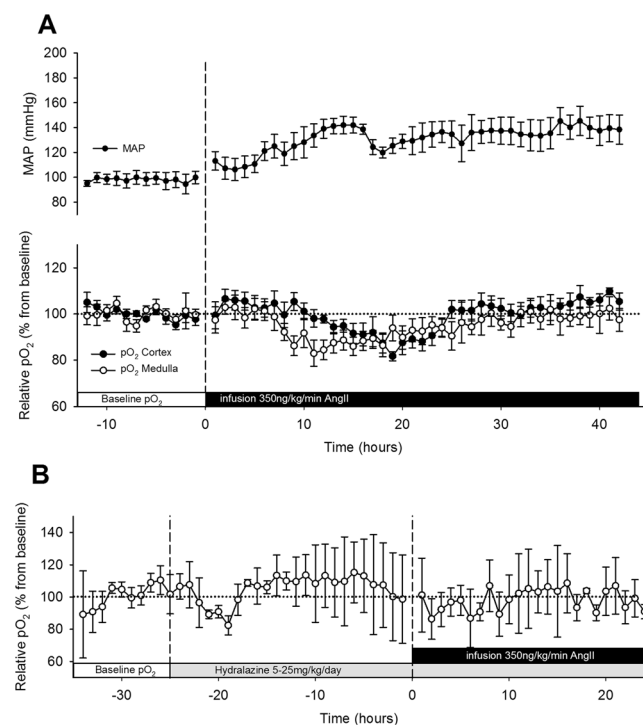 A
200
180
160
140
120
100
80
MAP (mmHg)
MAP
120
100
80
60
Relative pO2 (% from baseline)
pO2 Cortex
pO2 Medulla
Baseline pO2
infusion 350ng/kg/min AngII
-10 0 10 20 30 40
Time (hours)
B
140
120
100
80
60
Relative pO2 (% from baseline)
infusion 350ng/kg/min AngII
Baseline pO2
Hydralazine 5-25mg/kg/day
-30 -20 -10 0 10 20
Time (hours)